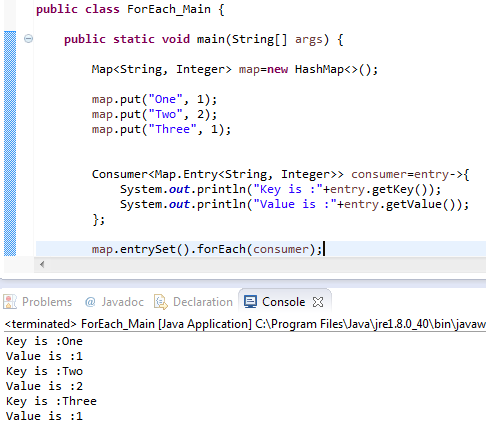 public class ForEach_Main {
public static void main(String[] args) {
Map<String, Integer> map=new HashMap<>();
map.put("One", 1);
map.put("Two", 2);
map.put("Three", 1);
Consumer<Map.Entry<String, Integer>> consumer=entry->{
System.out.println("Key is :"+entry.getKey());
System.out.println("Value is :"+entry.getValue());
};
map.entrySet().forEach(consumer);
Problems @ Javadoc Declaration Console
<terminated> ForEach_Main [Java Application] C:\Program Files\Java\jre1.8.0_40\bin\javaw
Key is :One
Value is :1
Key is :Two
Value is :2
Key is :Three
Value is :1